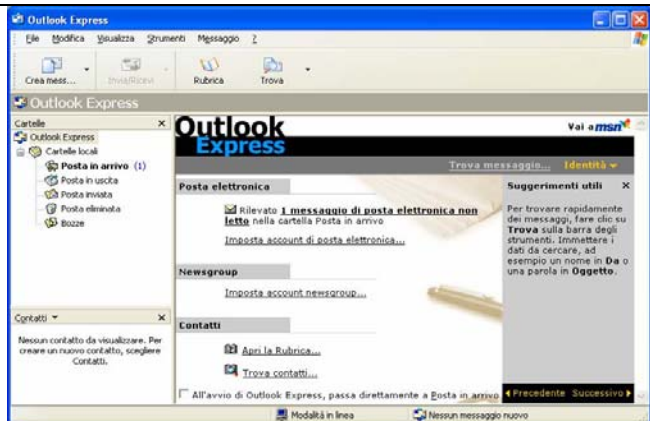 Outlook Express
File Modifica Visualizza Strumenti Messaggio ?
Crea mess... Invia/Ricevi Rubrica Trova
Outlook Express
Cartelle
Outlook Express
Cartelle locali
Posta in arrivo (1)
Posta in uscita
Posta inviata
Posta eliminata
Bozze
Contatti
Nessun contatto da visualizzare. Per
creare un nuovo contatto, scegliere
Contatti.
Outlook
Express
Vai a msn
Trova messaggio... Identità
Posta elettronica
Rilevato 1 messaggio di posta elettronica non
letto nella cartella Posta in arrivo
Imposta account di posta elettronica...
Newsgroup
Imposta account newsgroup...
Contatti
Apri la Rubrica...
Trova contatti...
All'avvio di Outlook Express, passa direttamente a Posta in arrivo
Suggerimenti utili
Per trovare rapidamente
dei messaggi, fare clic su
Trova sulla barra degli
strumenti. Immettere i
dati da cercare, ad
esempio un nome in Da o
una parola in Oggetto.
Precedente Successivo
Modalità in linea Nessun messaggio nuovo